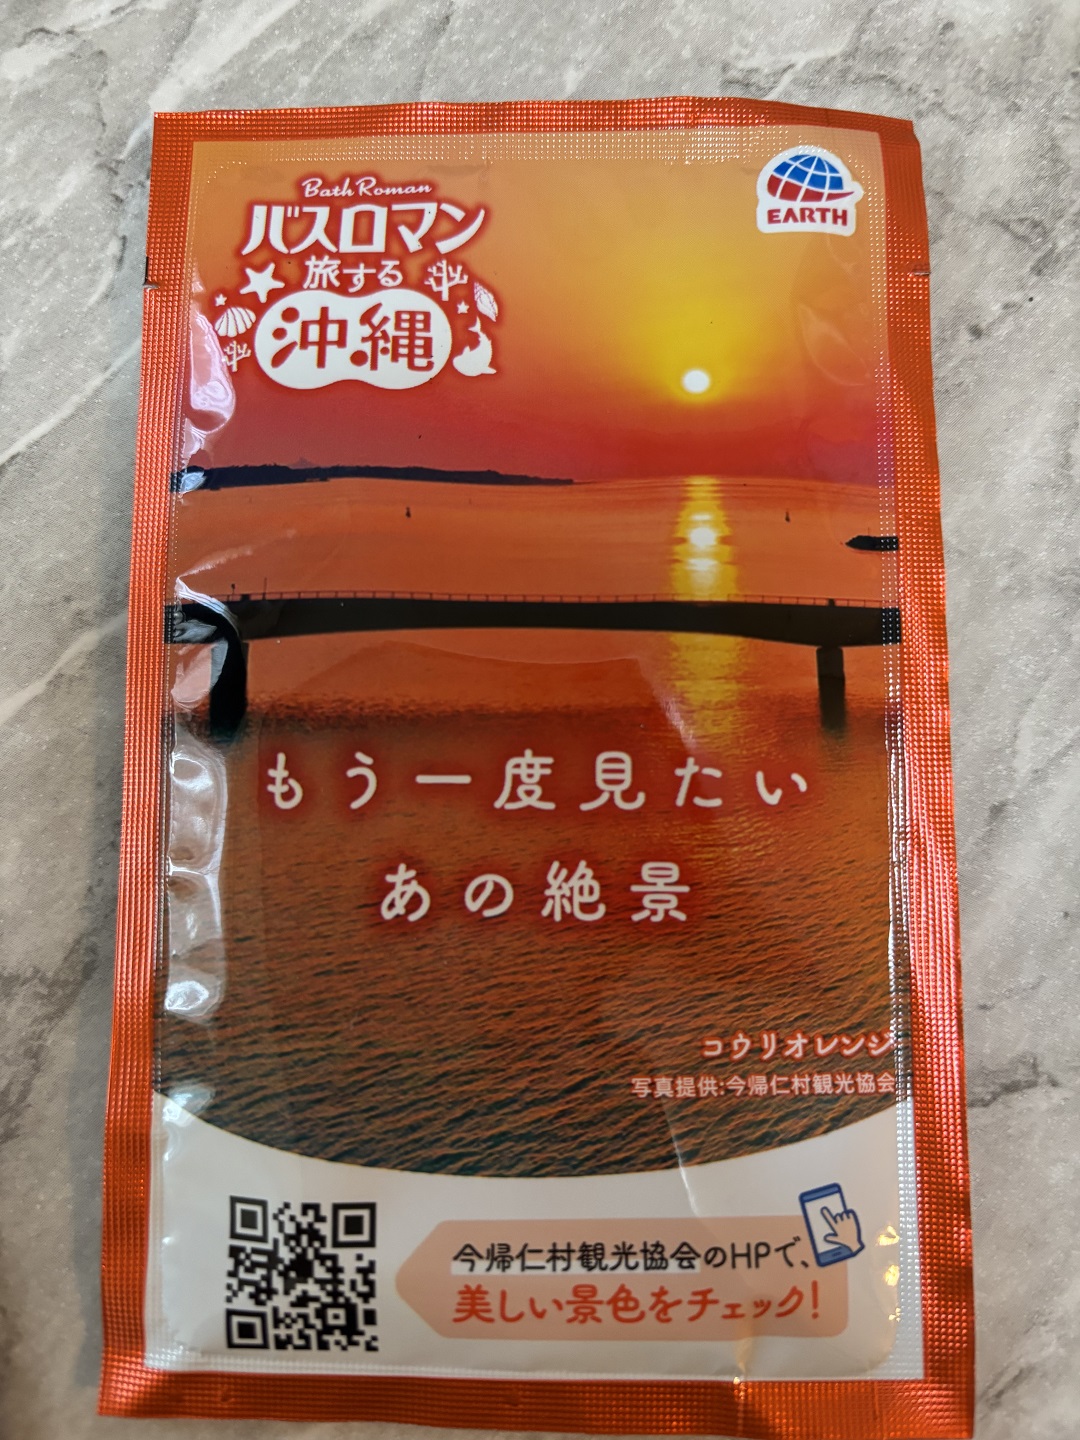 Bath Roman
バスロマン
旅する
沖縄
EARTH
もう一度見たい
あの絶景
コウリオレンジ
写真提供:今帰仁村観光協会
今帰仁村観光協会のHPで、
美しい景色をチェック!